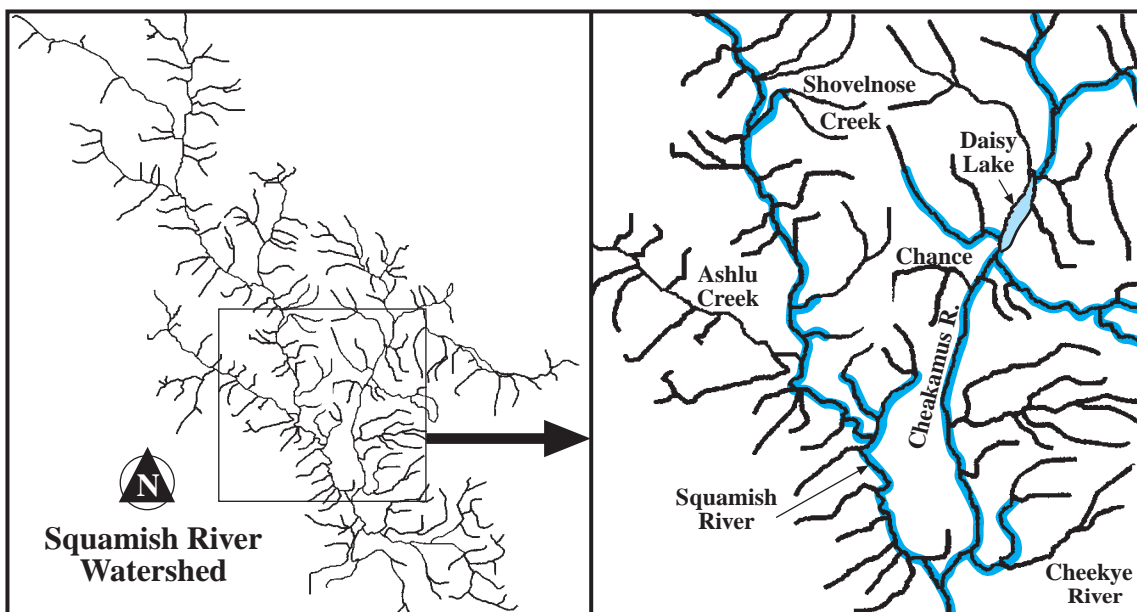 N
Squamish River
Watershed
Shovelnose
Creek
Daisy
Lake
Ashlu
Creek
Chance
Cheakamus R.
Squamish
River
Cheekye
River